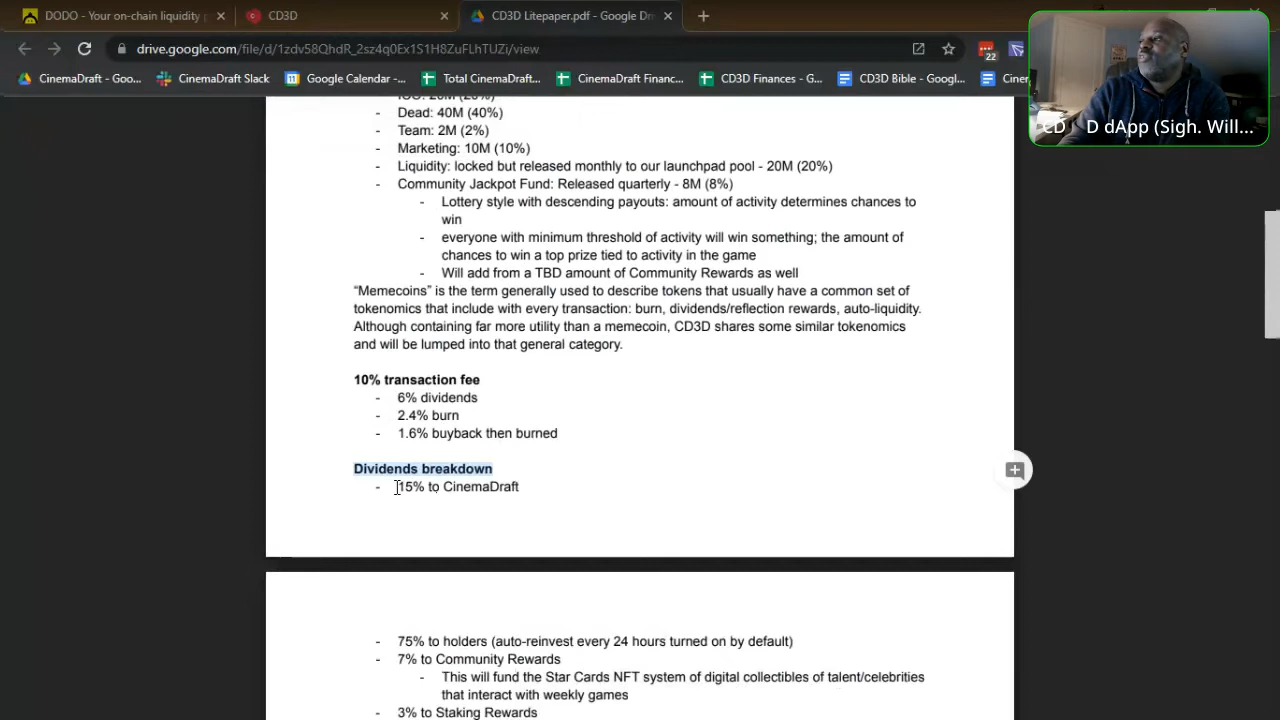 DODO - Your on-chain liquidity
CD3D
CD3D Litepaper.pdf - Google Dri
drive.google.com/file/d/1zdv58QhdR_2sz4q0Ex1S1H8ZuFLhTUZi/view
22
CinemaDraft - Goo...
CinemaDraft Slack
Google Calendar -...
Total CinemaDraft...
CinemaDraft Financ...
CD3D Finances - G...
CD3D Bible - Googl...
Ciner
CD D dApp (Sigh. Will...
- Dead: 40M (40%)
- Team: 2M (2%)
- Marketing: 10M (10%)
- Liquidity: locked but released monthly to our launchpad pool - 20M (20%)
- Community Jackpot Fund: Released quarterly - 8M (8%)
- Lottery style with descending payouts: amount of activity determines chances to
win
- everyone with minimum threshold of activity will win something; the amount of
chances to win a top prize tied to activity in the game
- Will add from a TBD amount of Community Rewards as well
“Memecoins” is the term generally used to describe tokens that usually have a common set of
tokenomics that include with every transaction: burn, dividends/reflection rewards, auto-liquidity.
Although containing far more utility than a memecoin, CD3D shares some similar tokenomics
and will be lumped into that general category.
10% transaction fee
- 6% dividends
- 2.4% burn
- 1.6% buyback then burned
Dividends breakdown
- 15% to CinemaDraft
- 75% to holders (auto-reinvest every 24 hours turned on by default)
- 7% to Community Rewards
- This will fund the Star Cards NFT system of digital collectibles of talent/celebrities
that interact with weekly games
- 3% to Staking Rewards